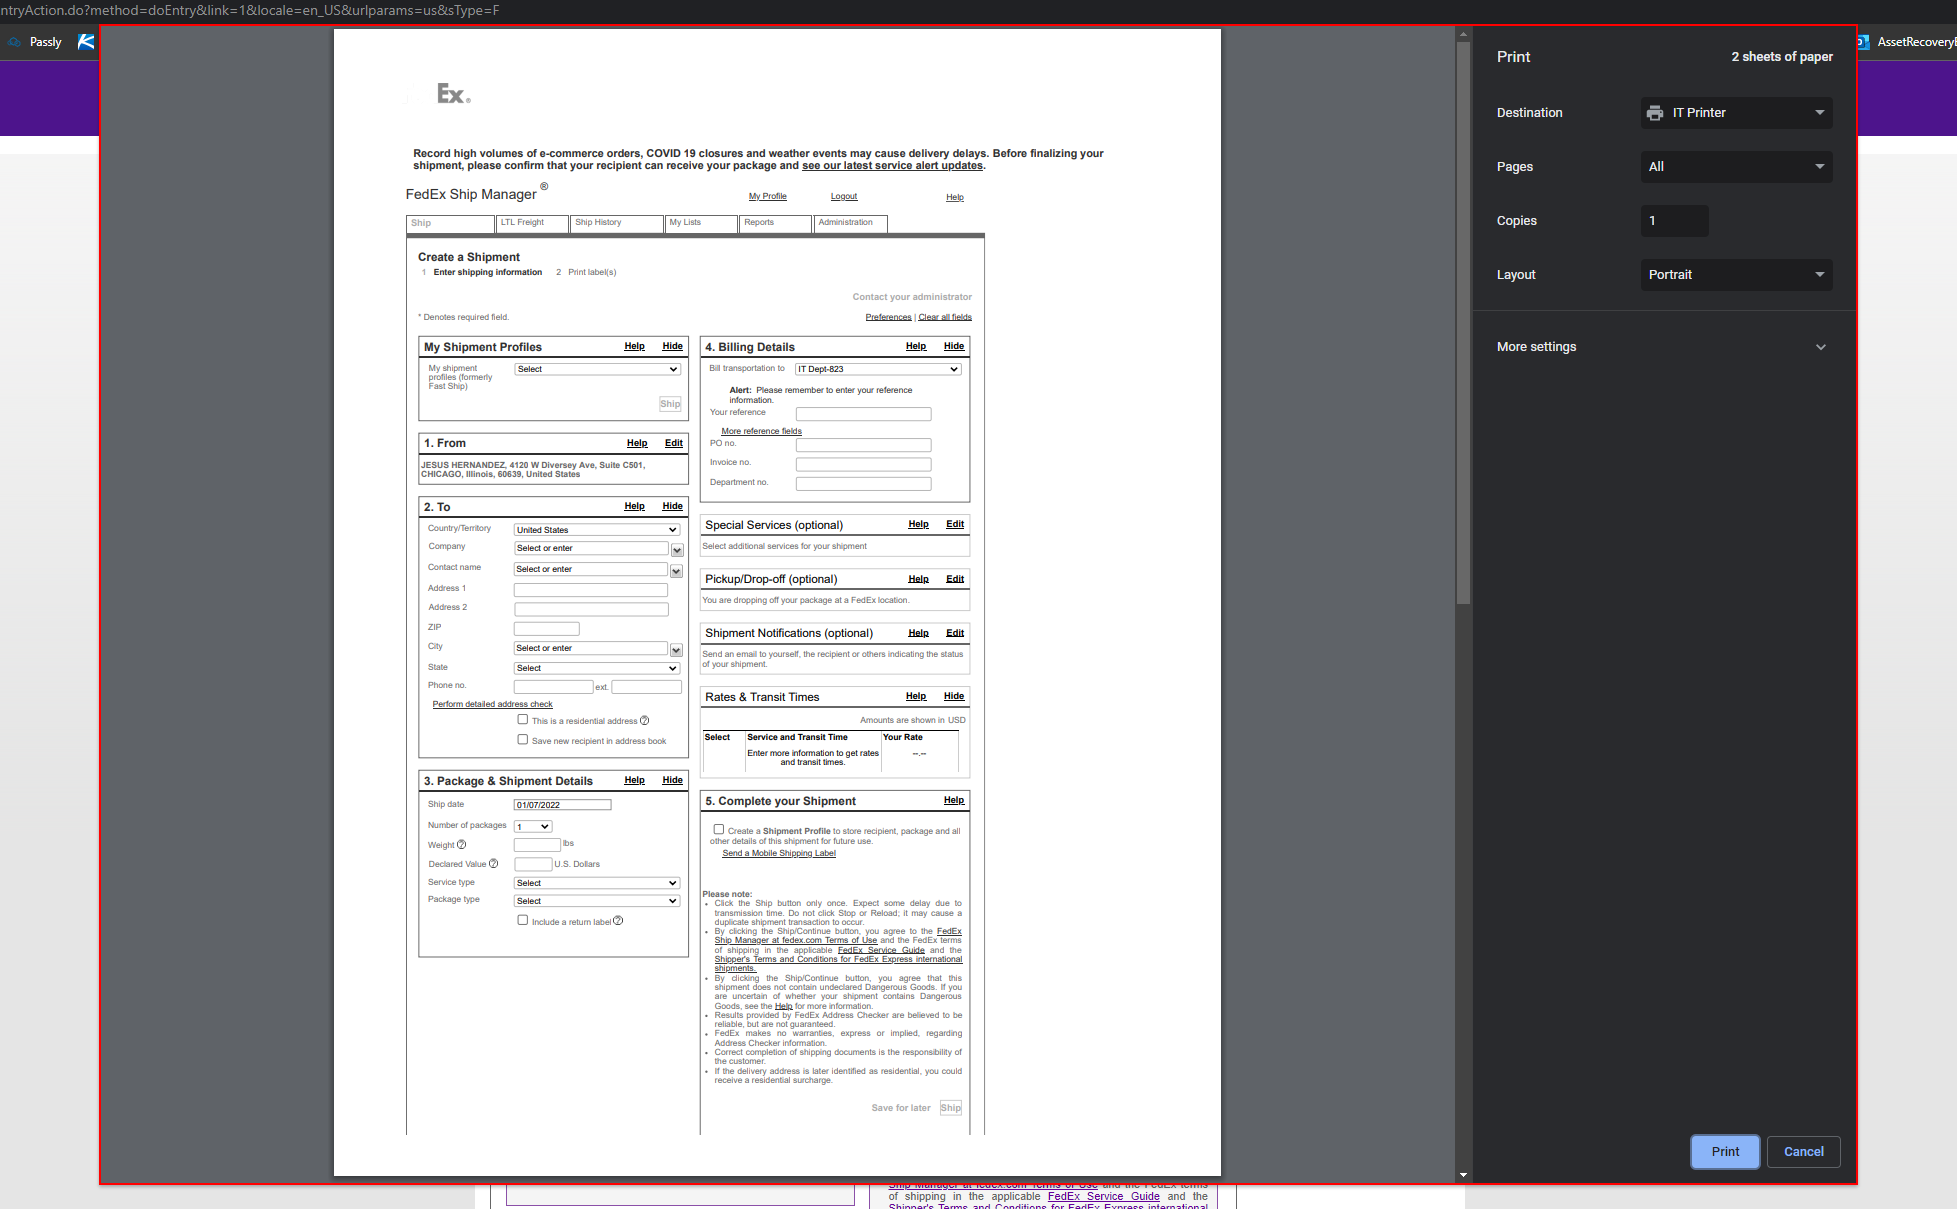 ntryAction.do?method=doEntry&link=1&locale=en_US&urlparams=us&sType=F
Passly
AssetRecoveryE
Ex®
Record high volumes of e-commerce orders, COVID 19 closures and weather events may cause delivery delays. Before finalizing your
shipment, please confirm that your recipient can receive your package and see our latest service alert updates.
FedEx Ship Manager ®
My Profile
Logout
Help
Ship
LTL Freight
Ship History
My Lists
Reports
Administration
Create a Shipment
1 Enter shipping information 2 Print label(s)
Contact your administrator
* Denotes required field.
Preferences | Clear all fields
My Shipment Profiles
Help
Hide
My shipment
profiles (formerly
Fast Ship)
Select
Ship
1. From
Help
Edit
JESUS HERNANDEZ, 4120 W Diversey Ave, Suite C501,
CHICAGO, Illinois, 60639, United States
2. To
Help
Hide
Country/Territory
United States
Company
Select or enter
Contact name
Select or enter
Address 1
Address 2
ZIP
City
Select or enter
State
Select
Phone no.
ext.
Perform detailed address check
This is a residential address ?
Save new recipient in address book
3. Package & Shipment Details
Help
Hide
Ship date
01/07/2022
Number of packages
1
Weight ?
lbs
Declared Value ?
U.S. Dollars
Service type
Select
Package type
Select
Include a return label ?
4. Billing Details
Help
Hide
Bill transportation to
IT Dept-823
Alert: Please remember to enter your reference
information.
Your reference
More reference fields
PO no.
Invoice no.
Department no.
Special Services (optional)
Help
Edit
Select additional services for your shipment
Pickup/Drop-off (optional)
Help
Edit
You are dropping off your package at a FedEx location.
Shipment Notifications (optional)
Help
Edit
Send an email to yourself, the recipient or others indicating the status
of your shipment.
Rates & Transit Times
Help
Hide
Amounts are shown in USD
Select
Service and Transit Time
Your Rate
Enter more information to get rates
and transit times.
--.--
5. Complete your Shipment
Help
Create a Shipment Profile to store recipient, package and all
other details of this shipment for future use.
Send a Mobile Shipping Label
Please note:
• Click the Ship button only once. Expect some delay due to
transmission time. Do not click Stop or Reload; it may cause a
duplicate shipment transaction to occur.
• By clicking the Ship/Continue button, you agree to the FedEx
Ship Manager at fedex.com Terms of Use and the FedEx terms
of shipping in the applicable FedEx Service Guide and the
Shipper's Terms and Conditions for FedEx Express international
shipments.
• By clicking the Ship/Continue button, you agree that this
shipment does not contain undeclared Dangerous Goods. If you
are uncertain of whether your shipment contains Dangerous
Goods, see the Help for more information.
• Results provided by FedEx Address Checker are believed to be
reliable, but are not guaranteed.
• FedEx makes no warranties, express or implied, regarding
Address Checker information.
• Correct completion of shipping documents is the responsibility of
the customer.
• If the delivery address is later identified as residential, you could
receive a residential surcharge.
Save for later
Ship
Print
2 sheets of paper
Destination
IT Printer
Pages
All
Copies
1
Layout
Portrait
More settings
Print
Cancel
Ship Manager at fedex.com Terms of Use and the FedEx terms
of shipping in the applicable FedEx Service Guide and the
Shipper's Terms and Conditions for FedEx Express international